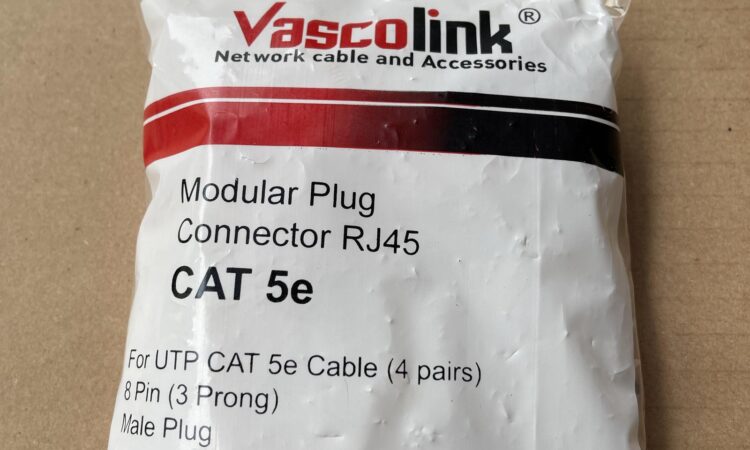 Vascolink®
Network cable and Accessories
Modular Plug
Connector RJ45
CAT 5e
For UTP CAT 5e Cable (4 pairs)
8 Pin (3 Prong)
Male Plug